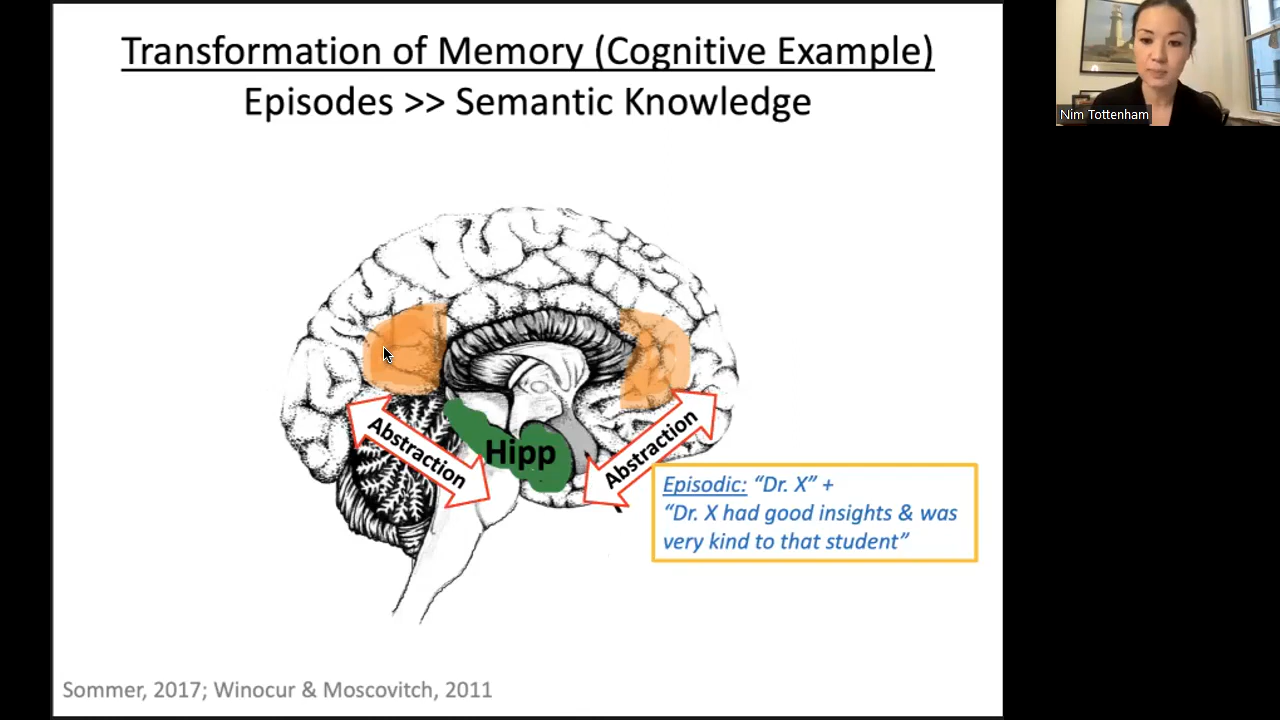 Transformation of Memory (Cognitive Example)
Episodes >> Semantic Knowledge
Nim Tottenham
Abstraction
Hipp
Abstraction
Episodic: “Dr. X” +
“Dr. X had good insights & was
very kind to that student”
Sommer, 2017; Winocur & Moscovitch, 2011